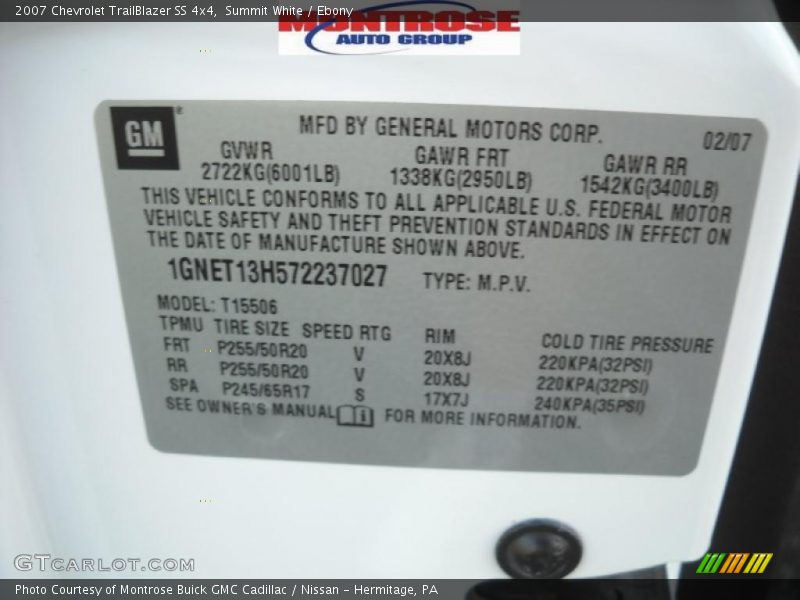 2007 Chevrolet TrailBlazer SS 4x4, Summit White / Ebony
MONTROSE
AUTO GROUP
GM
MFD BY GENERAL MOTORS CORP. 02/07
GVWR GAWR FRT GAWR RR
2722KG(6001LB) 1338KG(2950LB) 1542KG(3400LB)
THIS VEHICLE CONFORMS TO ALL APPLICABLE U.S. FEDERAL MOTOR
VEHICLE SAFETY AND THEFT PREVENTION STANDARDS IN EFFECT ON
THE DATE OF MANUFACTURE SHOWN ABOVE.
1GNET13H572237027 TYPE: M.P.V.
MODEL: T15506
TPMU TIRE SIZE SPEED RTG RIM COLD TIRE PRESSURE
FRT P255/50R20 V 20X8J 220KPA(32PSI)
RR P255/50R20 V 20X8J 220KPA(32PSI)
SPA P245/65R17 S 17X7J 240KPA(35PSI)
SEE OWNER'S MANUAL FOR MORE INFORMATION.
GTCARLOT.COM
Photo Courtesy of Montrose Buick GMC Cadillac / Nissan - Hermitage, PA